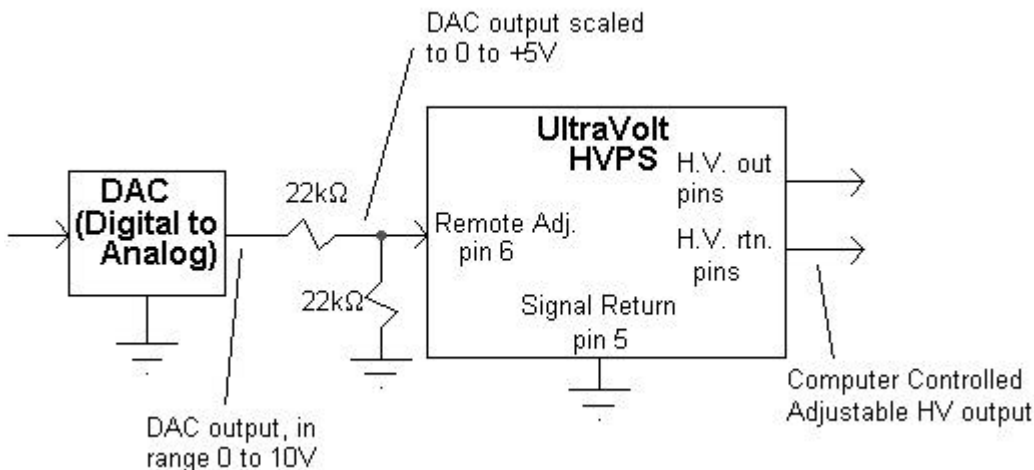 DAC output scaled
to 0 to +5V
UltraVolt
HVPS
H.V. out
pins
DAC
(Digital to
Analog)
22kΩ
Remote Adj.
pin 6
H.V. rtn.
pins
22kΩ
Signal Return
pin 5
Computer Controlled
Adjustable HV output
DAC output, in
range 0 to 10V